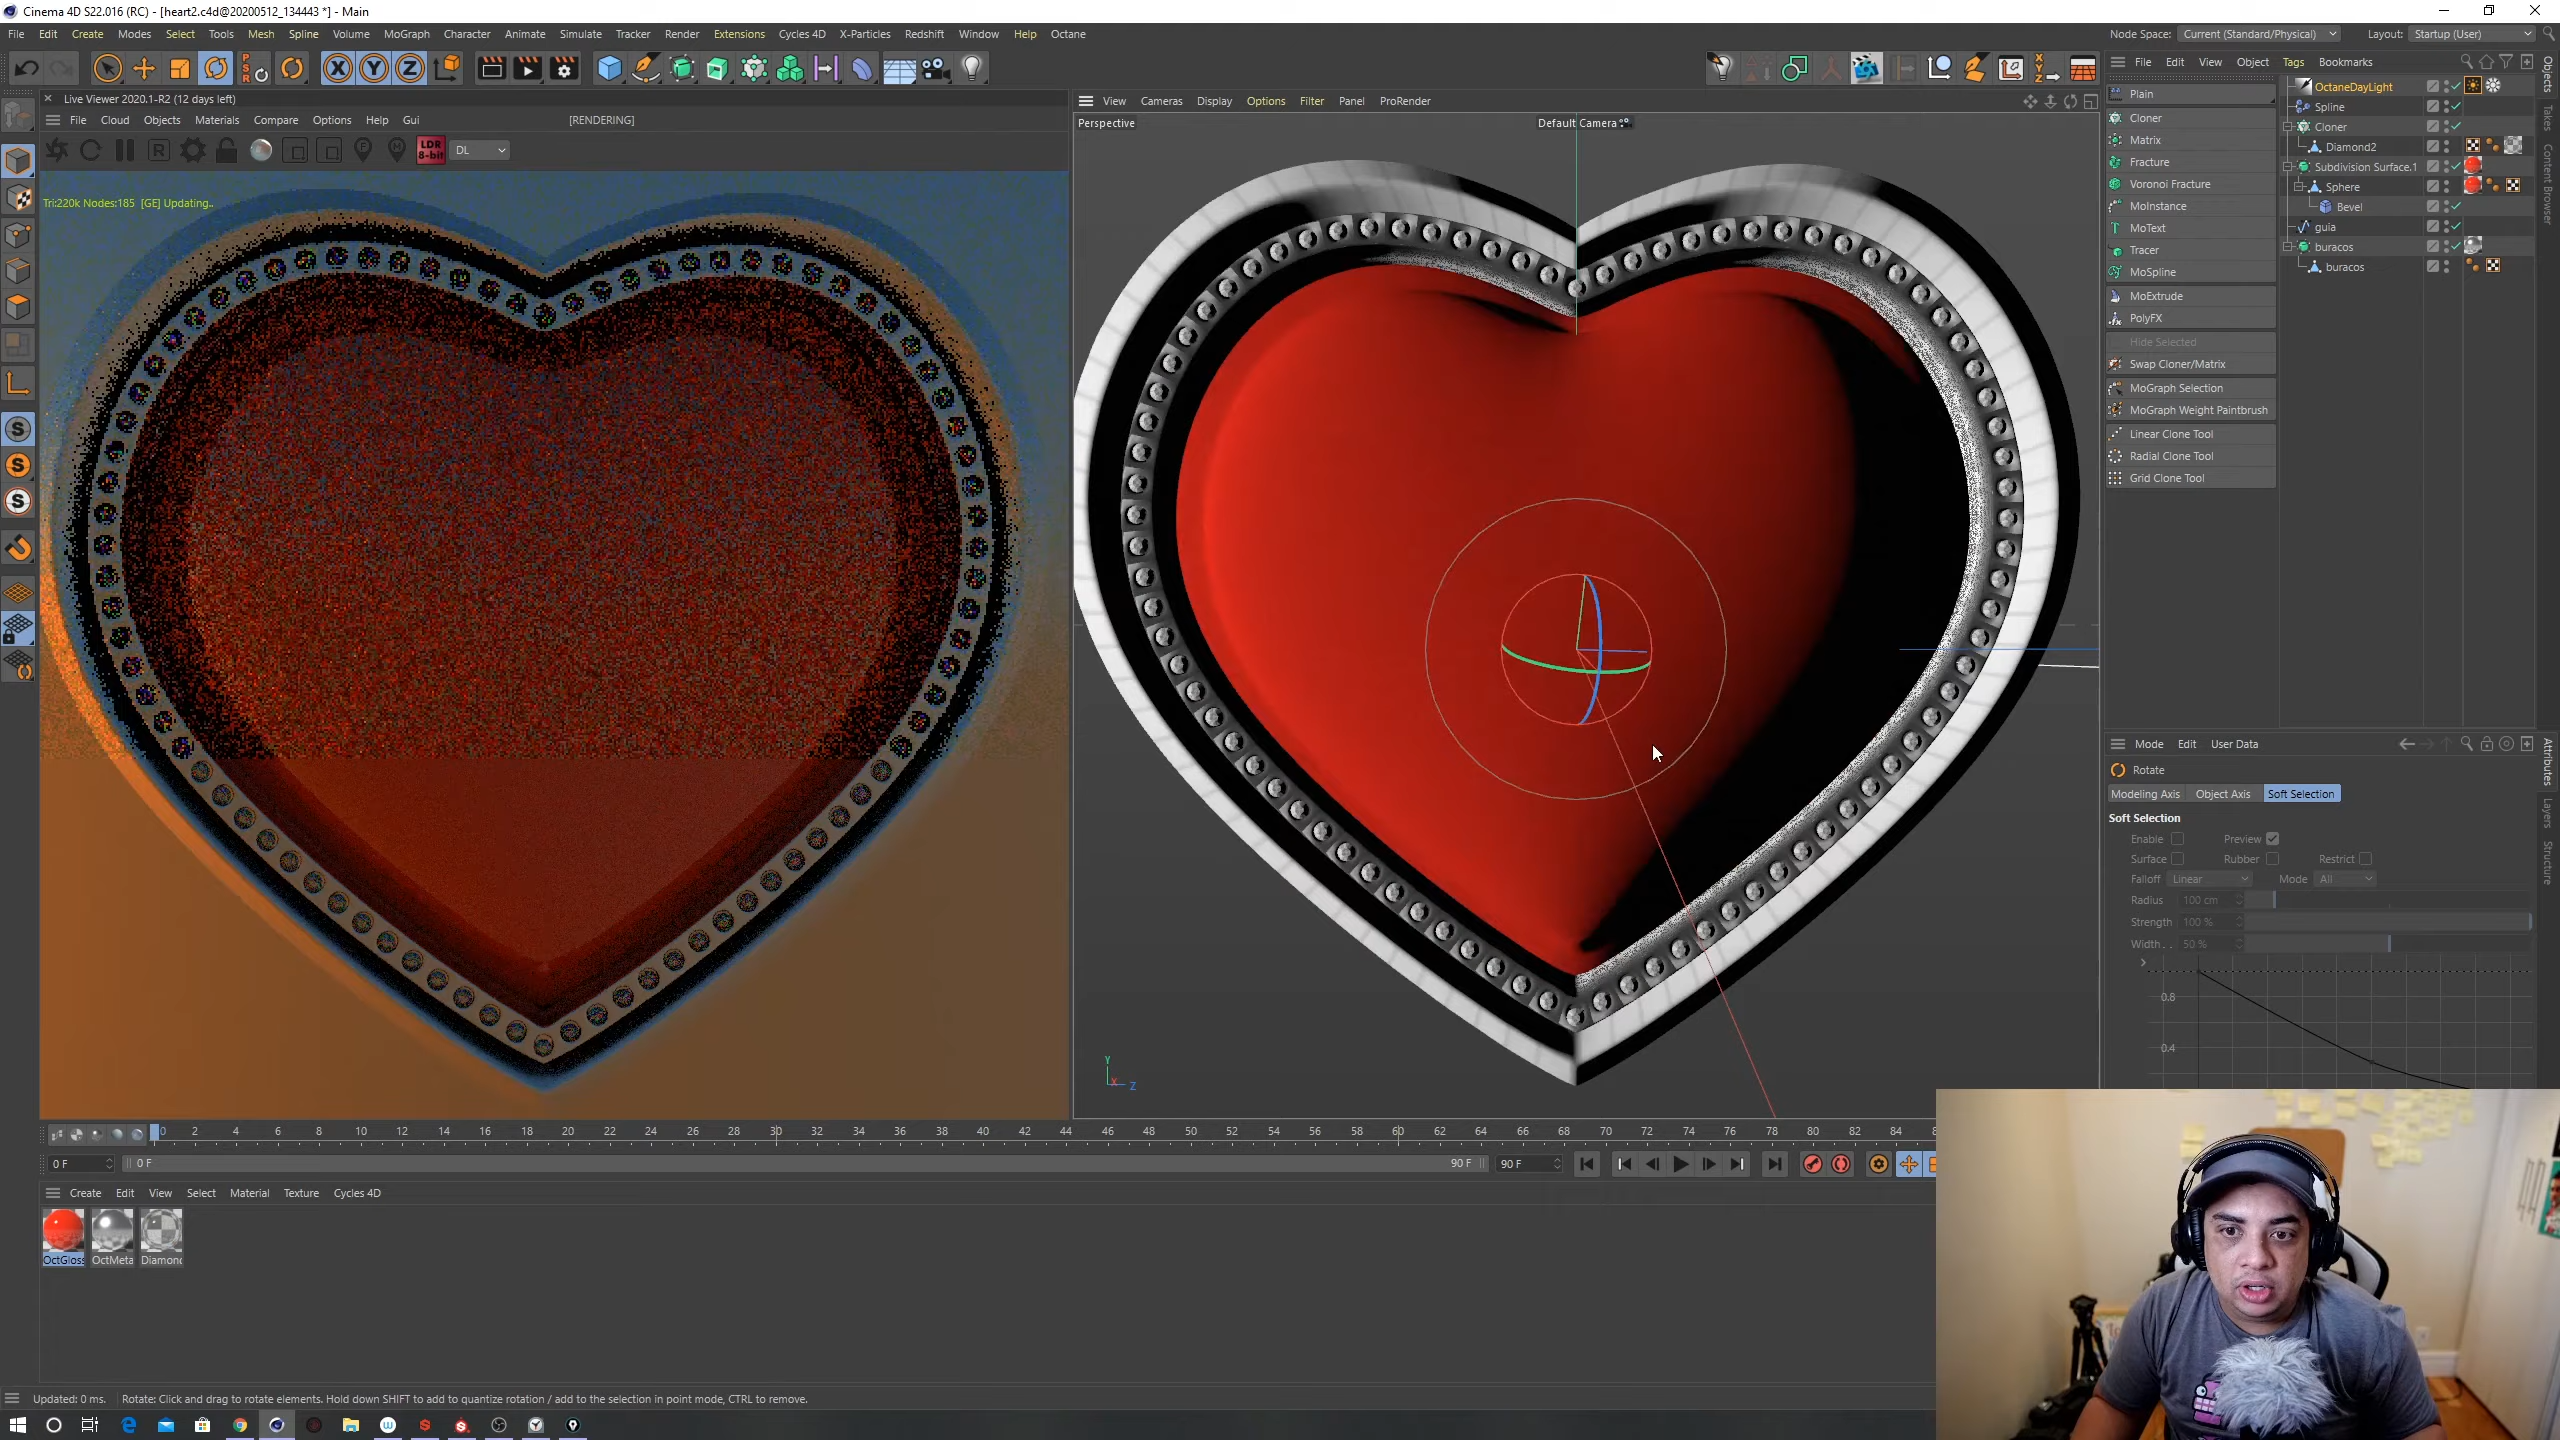 Cinema 4D S22.016 (RC) - [heart2.c4d@20200512_134443 *] - Main
File Edit Create Modes Select Tools Mesh Spline Volume MoGraph Character Animate Simulate Tracker Render Extensions Cycles 4D X-Particles Redshift Window Help Octane
Node Space: Current (Standard/Physical) Layout: Startup (User)
PSR
X Y Z
XYZ
Live Viewer 2020.1-R2 (12 days left)
File Cloud Objects Materials Compare Options Help Gui [RENDERING]
R LDR 8-bit DL
Tri:220k Nodes:185 [GE] Updating..
View Cameras Display Options Filter Panel ProRender
Perspective
Default Camera
Y
X Z
File Edit View Object Tags Bookmarks
Plain
Cloner
Matrix
Fracture
Voronoi Fracture
MoInstance
MoText
Tracer
MoSpline
MoExtrude
PolyFX
Hide Selected
Swap Cloner/Matrix
MoGraph Selection
MoGraph Weight Paintbrush
Linear Clone Tool
Radial Clone Tool
Grid Clone Tool
OctaneDayLight
Spline
Cloner
Diamond2
Subdivision Surface.1
Sphere
Bevel
guia
buracos
buracos
Objects
Takes
Content Browser
Mode Edit User Data
Rotate
Modeling Axis Object Axis Soft Selection
Soft Selection
Enable Preview
Surface Rubber Restrict
Falloff Linear Mode All
Radius 100 cm
Strength 100 %
Width . . 50 %
0.8
0.4
Attributes
Layers
Structure
0 2 4 6 8 10 12 14 16 18 20 22 24 26 28 30 32 34 36 38 40 42 44 46 48 50 52 54 56 58 60 62 64 66 68 70 72 74 76 78 80 82 84
0 F 0 F 90 F 90 F
Create Edit View Select Material Texture Cycles 4D
OctGloss OctMeta Diamond
Updated: 0 ms. Rotate: Click and drag to rotate elements. Hold down SHIFT to add to quantize rotation / add to the selection in point mode, CTRL to remove.